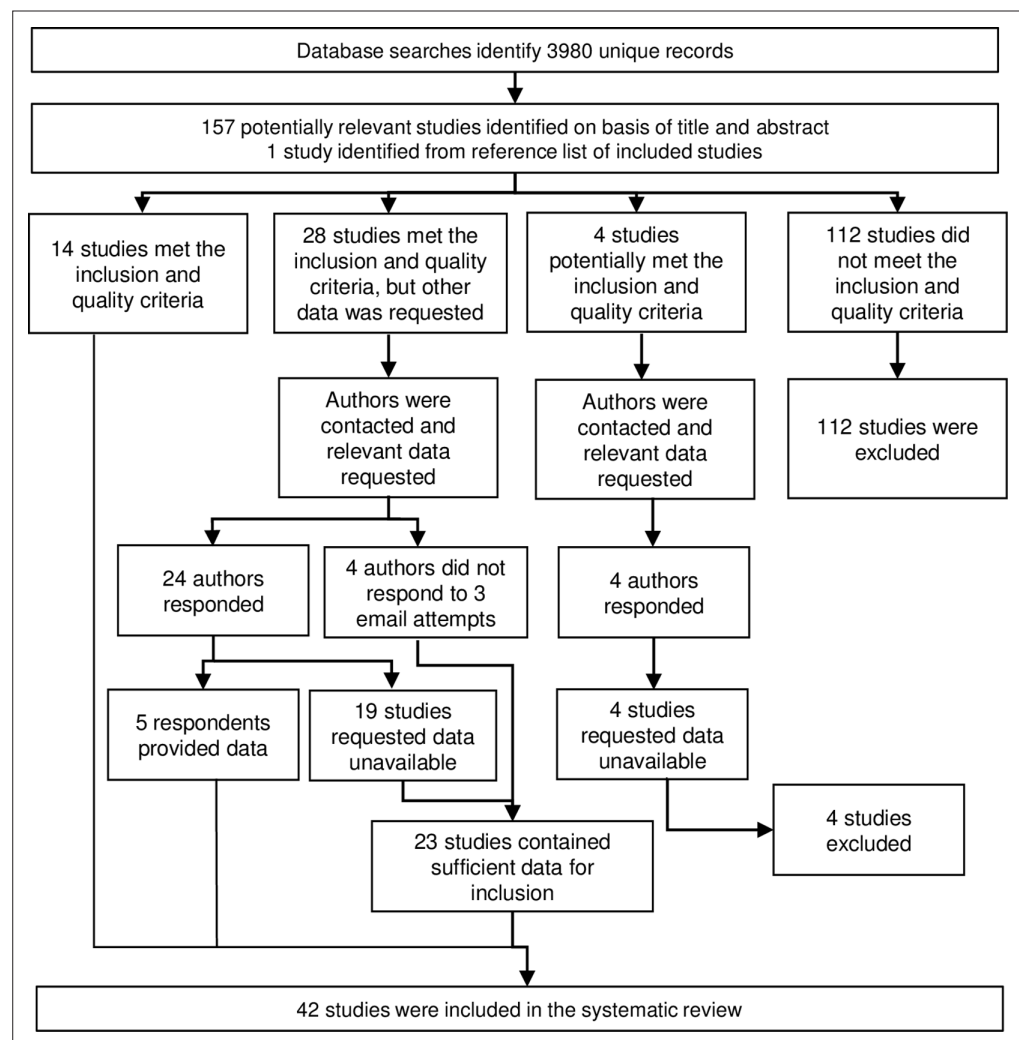 Database searches identify 3980 unique records
157 potentially relevant studies identified on basis of title and abstract
1 study identified from reference list of included studies
14 studies met the
inclusion and
quality criteria
28 studies met the
inclusion and quality
criteria, but other
data was requested
4 studies
potentially met the
inclusion and
quality criteria
112 studies did
not meet the
inclusion and
quality criteria
Authors were
contacted and
relevant data
requested
Authors were
contacted and
relevant data
requested
112 studies were
excluded
24 authors
responded
4 authors did not
respond to 3
email attempts
4 authors
responded
5 respondents
provided data
19 studies
requested data
unavailable
4 studies
requested data
unavailable
4 studies
excluded
23 studies contained
sufficient data for
inclusion
42 studies were included in the systematic review